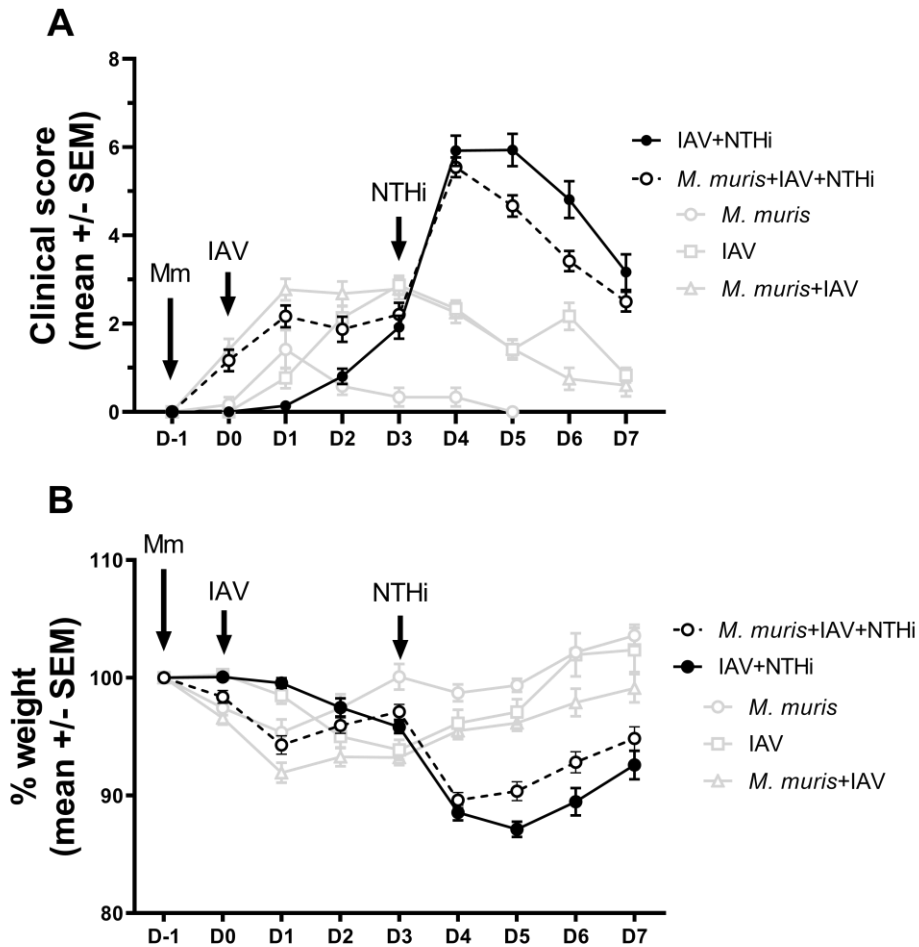 A
Clinical score
(mean +/- SEM)
8
6
4
2
0
Mm
IAV
NTHi
IAV+NTHi
M. muris+IAV+NTHi
M. muris
IAV
M. muris+IAV
D-1 D0 D1 D2 D3 D4 D5 D6 D7
B
% weight
(mean +/- SEM)
110
100
90
80
Mm
IAV
NTHi
M. muris+IAV+NTHi
IAV+NTHi
M. muris
IAV
M. muris+IAV
D-1 D0 D1 D2 D3 D4 D5 D6 D7